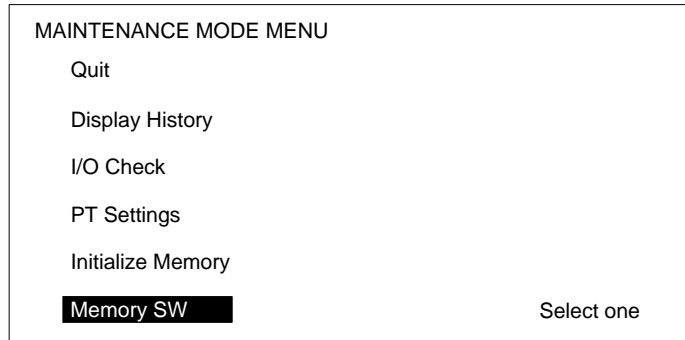 MAINTENANCE MODE MENU
Quit
Display History
I/O Check
PT Settings
Initialize Memory
Memory SW Select one